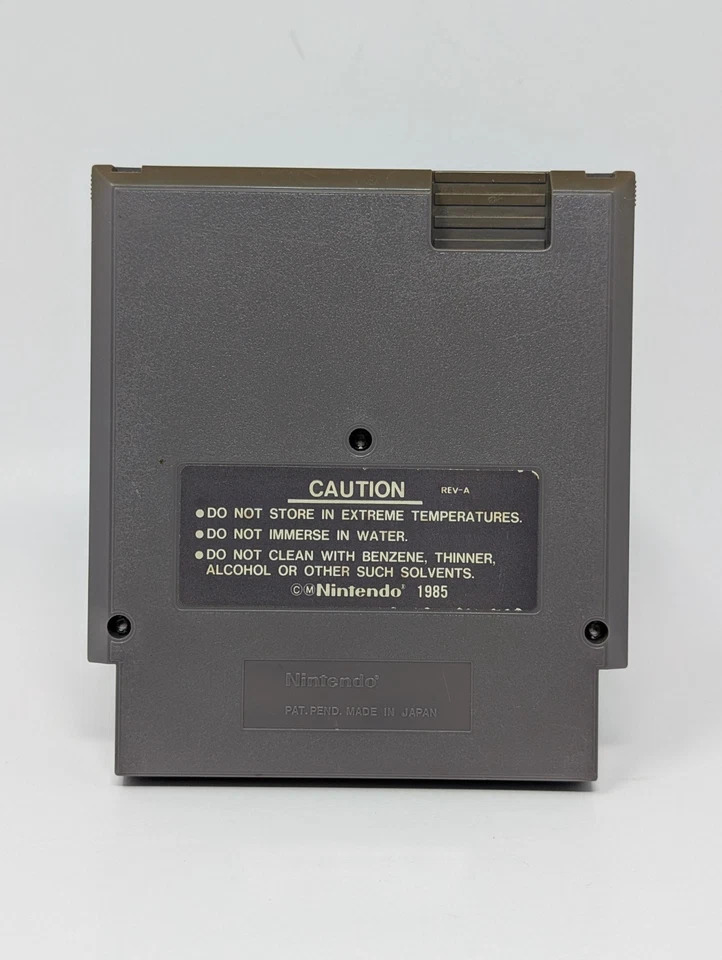 CAUTION REV-A
●DO NOT STORE IN EXTREME TEMPERATURES.
●DO NOT IMMERSE IN WATER.
●DO NOT CLEAN WITH BENZENE, THINNER,
ALCOHOL OR OTHER SUCH SOLVENTS.
©ⓂNintendo® 1985
Nintendo®
PAT. PEND. MADE IN JAPAN